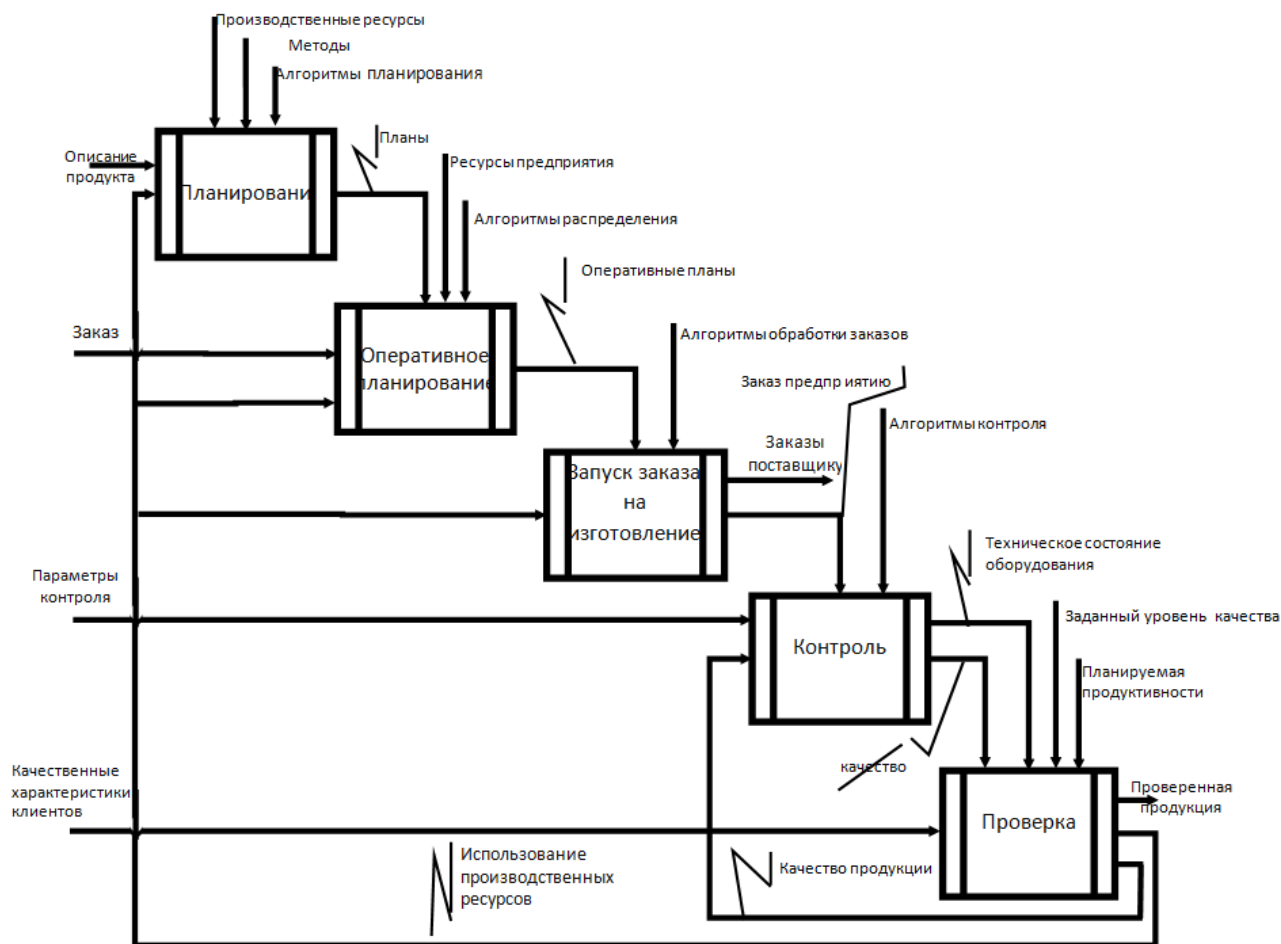 Производственные ресурсы
Методы
Алгоритмы планирования
Планы
Описание
продукта
Планировани
Ресурсы предприятия
Алгоритмы распределения
Оперативные планы
Заказ
Оперативное
планирование
Алгоритмы обработки заказов
Заказ предприятию
Алгоритмы контроля
Заказы
поставщику
Запуск заказа
на
изготовление
Техническое состояние
оборудования
Параметры
контроля
Заданный уровень качества
Контроль
Планируемая
продуктивности
качество
Качественные
характеристики
клиентов
Проверенная
продукция
Проверка
Использование
производственных
ресурсов
Качество продукции